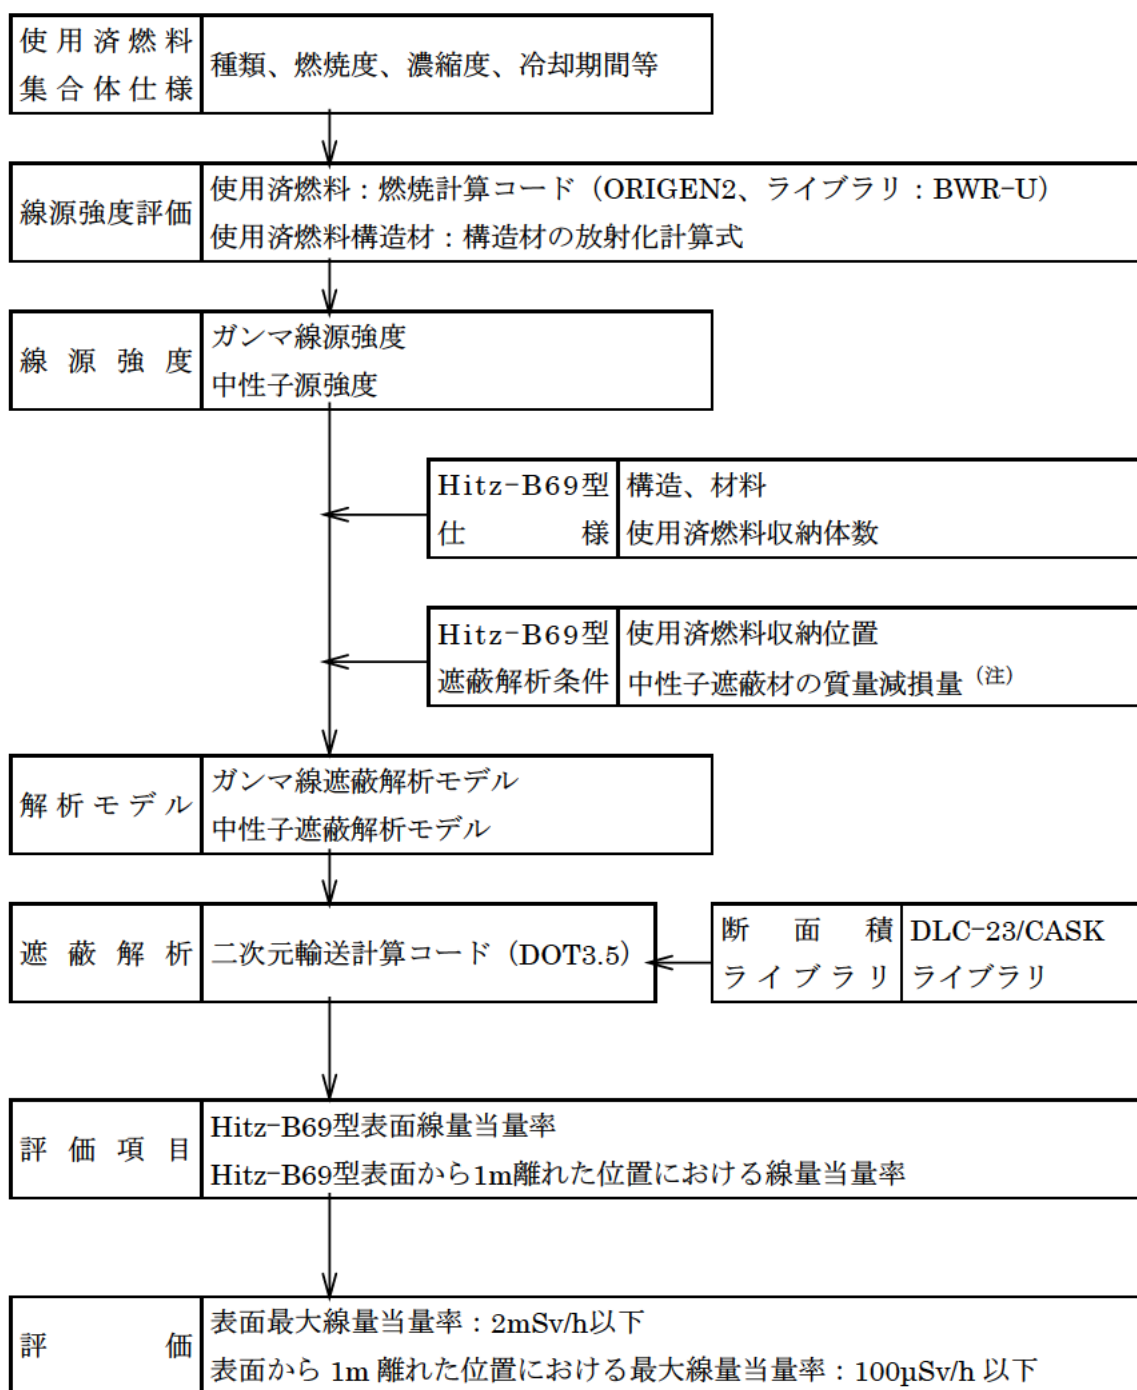 使用済燃料
集合体仕様
種類、燃焼度、濃縮度、冷却期間等
線源強度評価
使用済燃料：燃焼計算コード（ORIGEN2、ライブラリ：BWR-U）
使用済燃料構造材：構造材の放射化計算式
線源強度
ガンマ線源強度
中性子源強度
Hitz-B69型
仕様
構造、材料
使用済燃料収納体数
Hitz-B69型
遮蔽解析条件
使用済燃料収納位置
中性子遮蔽材の質量減損量（注）
解析モデル
ガンマ線遮蔽解析モデル
中性子遮蔽解析モデル
遮蔽解析
二次元輸送計算コード（DOT3.5）
断面積
ライブラリ
DLC-23/CASK
ライブラリ
評価項目
Hitz-B69型表面線量当量率
Hitz-B69型表面から1m離れた位置における線量当量率
評価
表面最大線量当量率：2mSv/h以下
表面から 1m 離れた位置における最大線量当量率：100μSv/h 以下